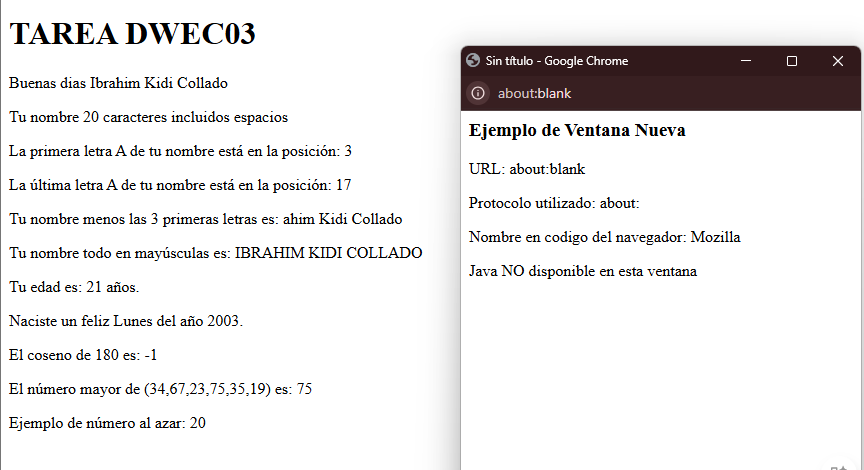 TAREA DWEC03
Buenas dias Ibrahim Kidi Collado
Tu nombre 20 caracteres incluidos espacios
La primera letra A de tu nombre está en la posición: 3
La última letra A de tu nombre está en la posición: 17
Tu nombre menos las 3 primeras letras es: ahim Kidi Collado
Tu nombre todo en mayúsculas es: IBRAHIM KIDI COLLADO
Tu edad es: 21 años.
Naciste un feliz Lunes del año 2003.
El coseno de 180 es: -1
El número mayor de (34,67,23,75,35,19) es: 75
Ejemplo de número al azar: 20
Sin título - Google Chrome
about:blank
Ejemplo de Ventana Nueva
URL: about:blank
Protocolo utilizado: about:
Nombre en codigo del navegador: Mozilla
Java NO disponible en esta ventana